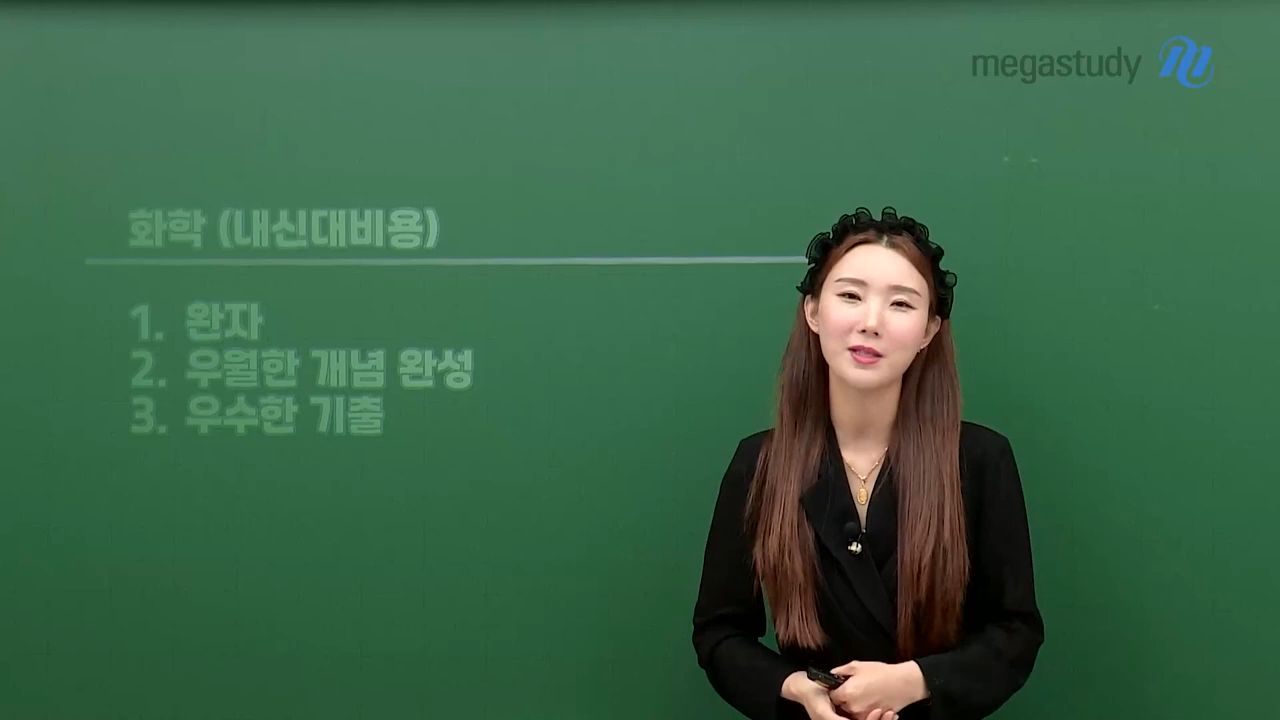 megastudy
화학 (내신대비용)
1. 완자
2. 우월한 개념 완성
3. 우수한 기출